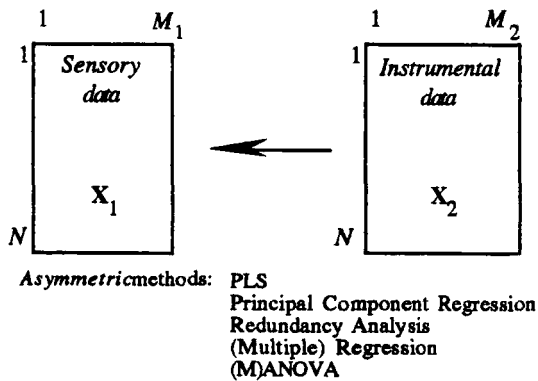 1 M1 1 M2
1 Sensory 1 Instrumental
data data
X1 X2
N N
Asymmetricmethods: PLS
Principal Component Regression
Redundancy Analysis
(Multiple) Regression
(M)ANOVA